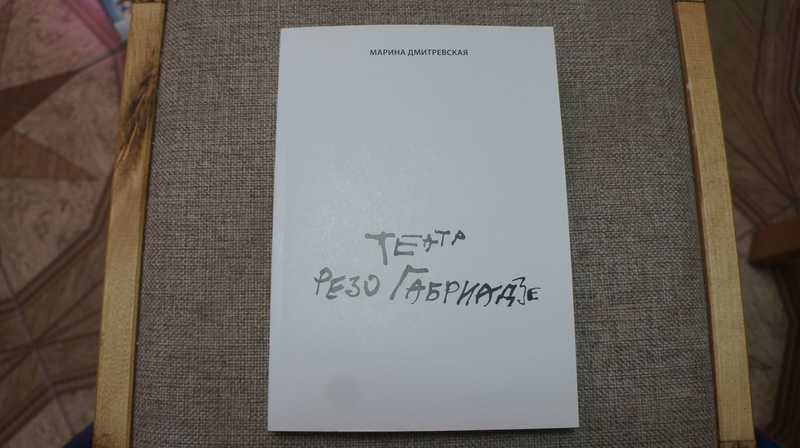 МАРИНА ДМИТРЕВСКАЯ
ТЕАТР
РЕЗО ГАБРИАДЗЕ